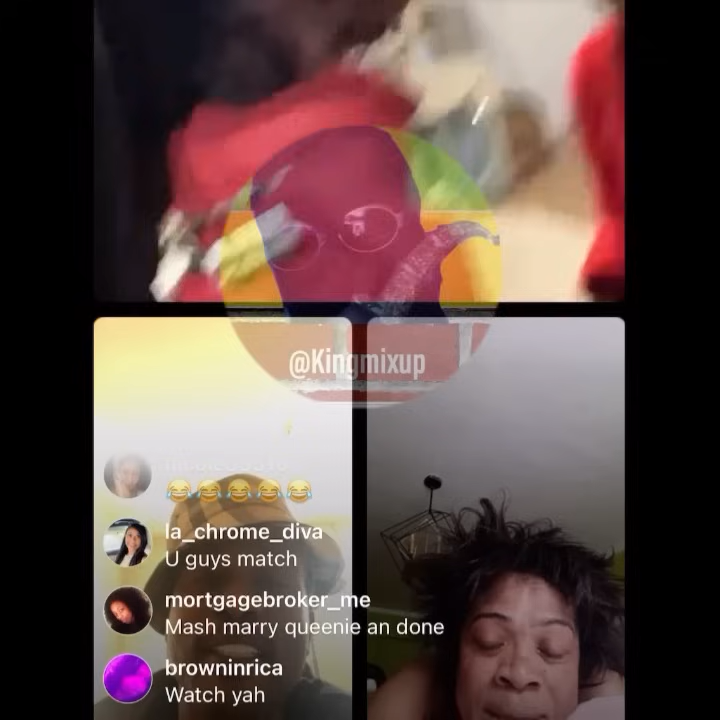 @Kingmixup
😂😂😂😂😂
la_chrome_diva
U guys match
mortgagebroker_me
Mash marry queenie an done
browninrica
Watch yah